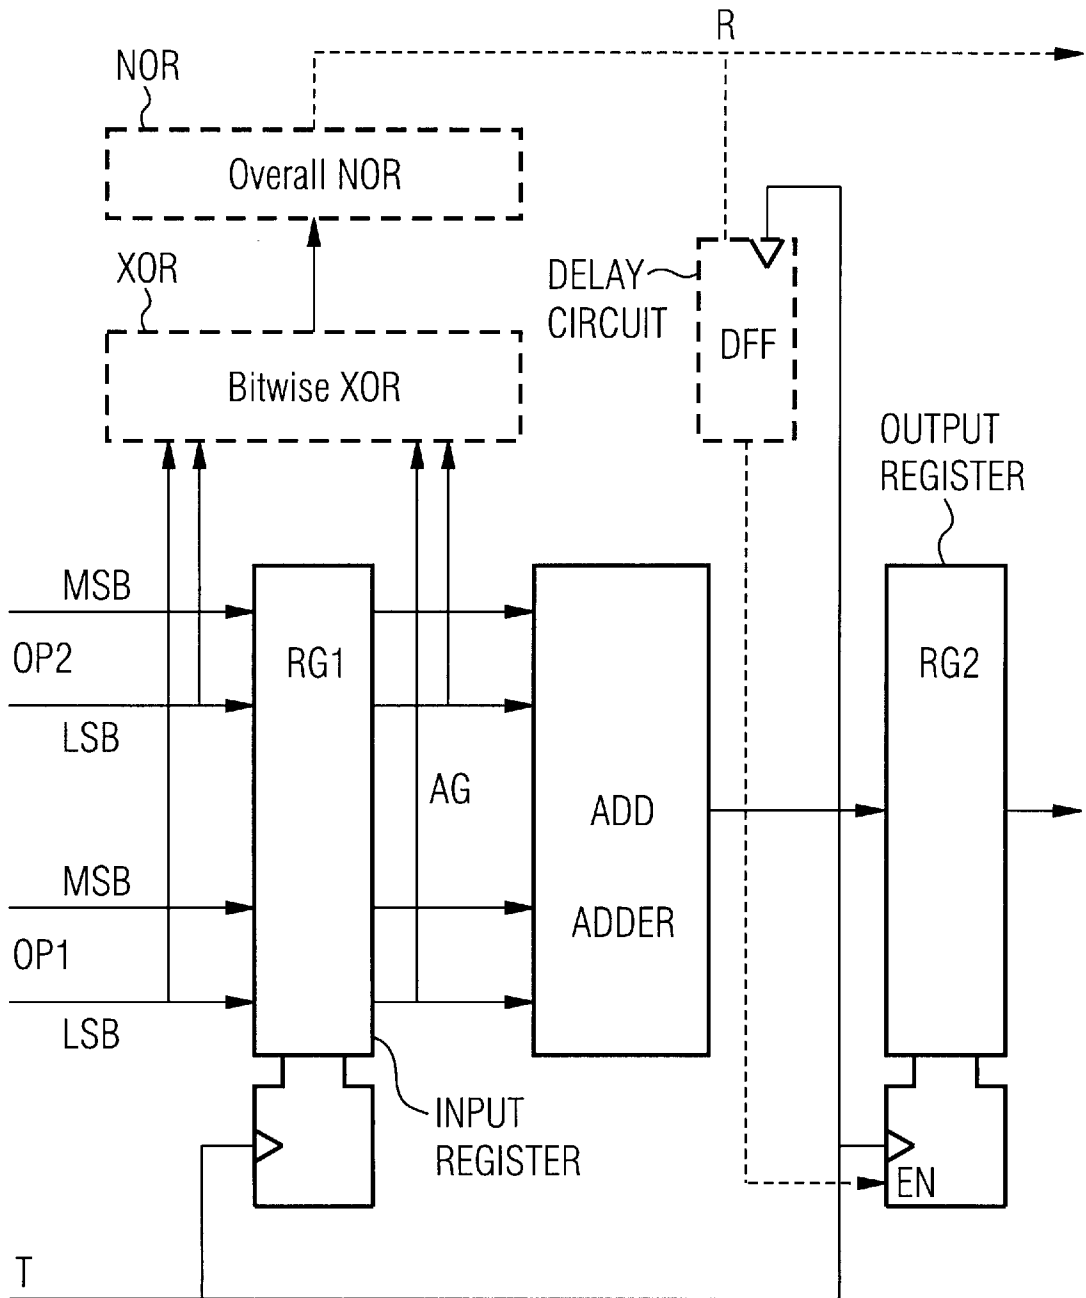 R
NOR
Overall NOR
XOR
DELAY
CIRCUIT
DFF
Bitwise XOR
OUTPUT
REGISTER
MSB
OP2
RG1
RG2
LSB
AG
ADD
MSB
ADDER
OP1
LSB
INPUT
REGISTER
EN
T